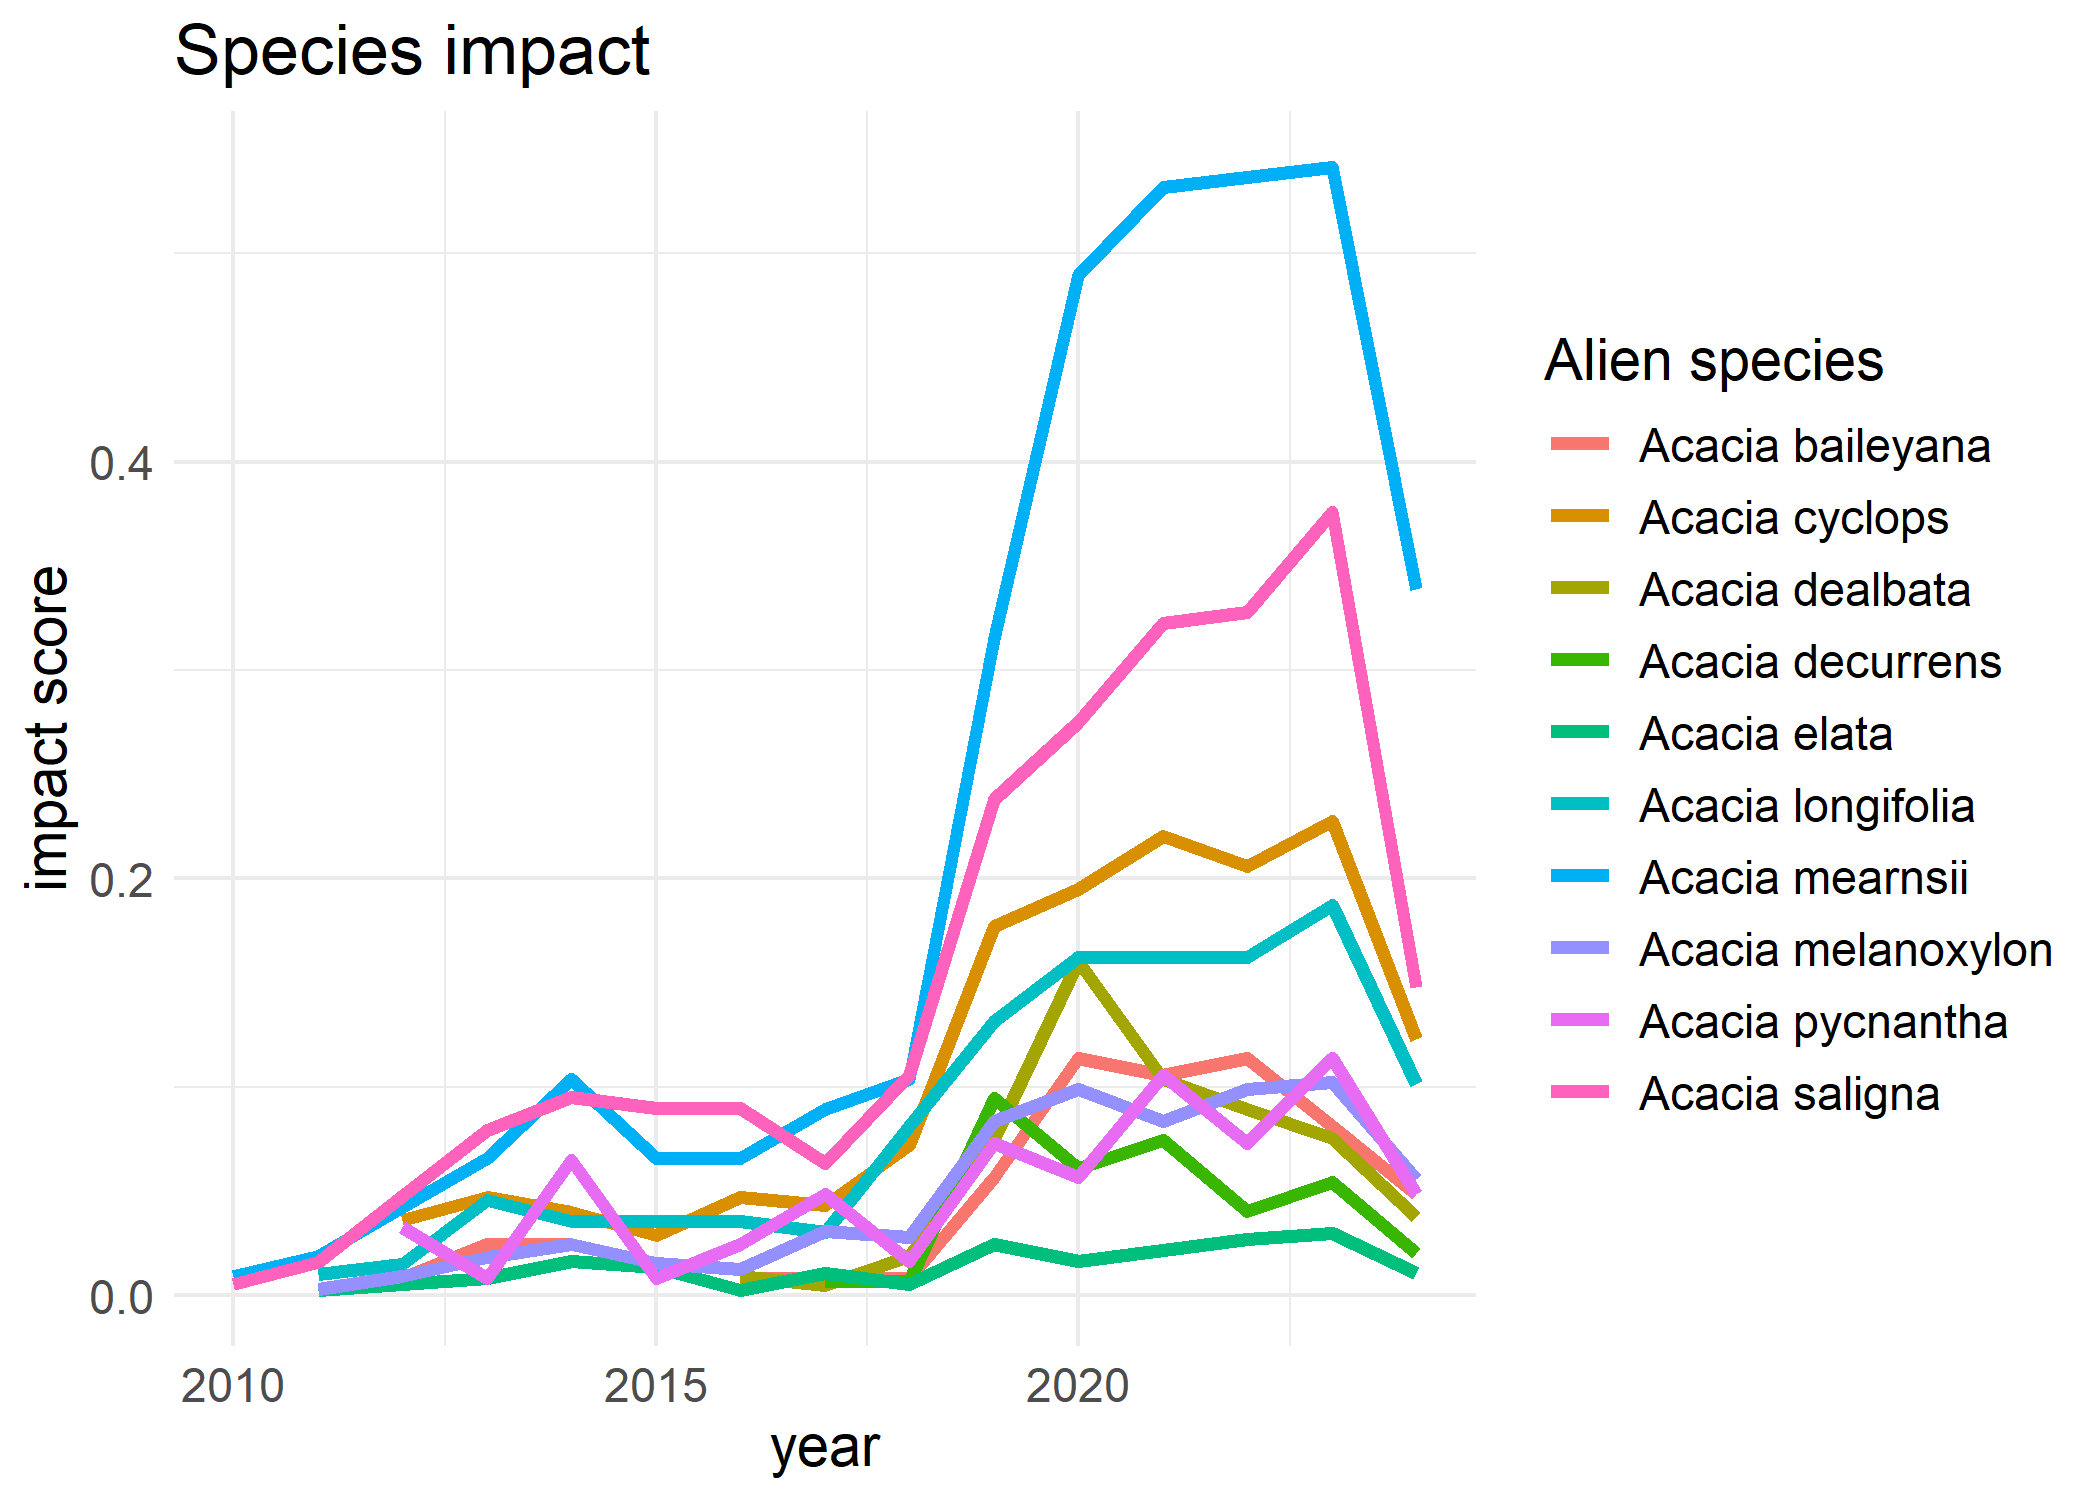 Species impact
impact score
0.4
0.2
0.0
2010
2015
2020
year
Alien species
Acacia baileyana
Acacia cyclops
Acacia dealbata
Acacia decurrens
Acacia elata
Acacia longifolia
Acacia mearnsii
Acacia melanoxylon
Acacia pycnantha
Acacia saligna